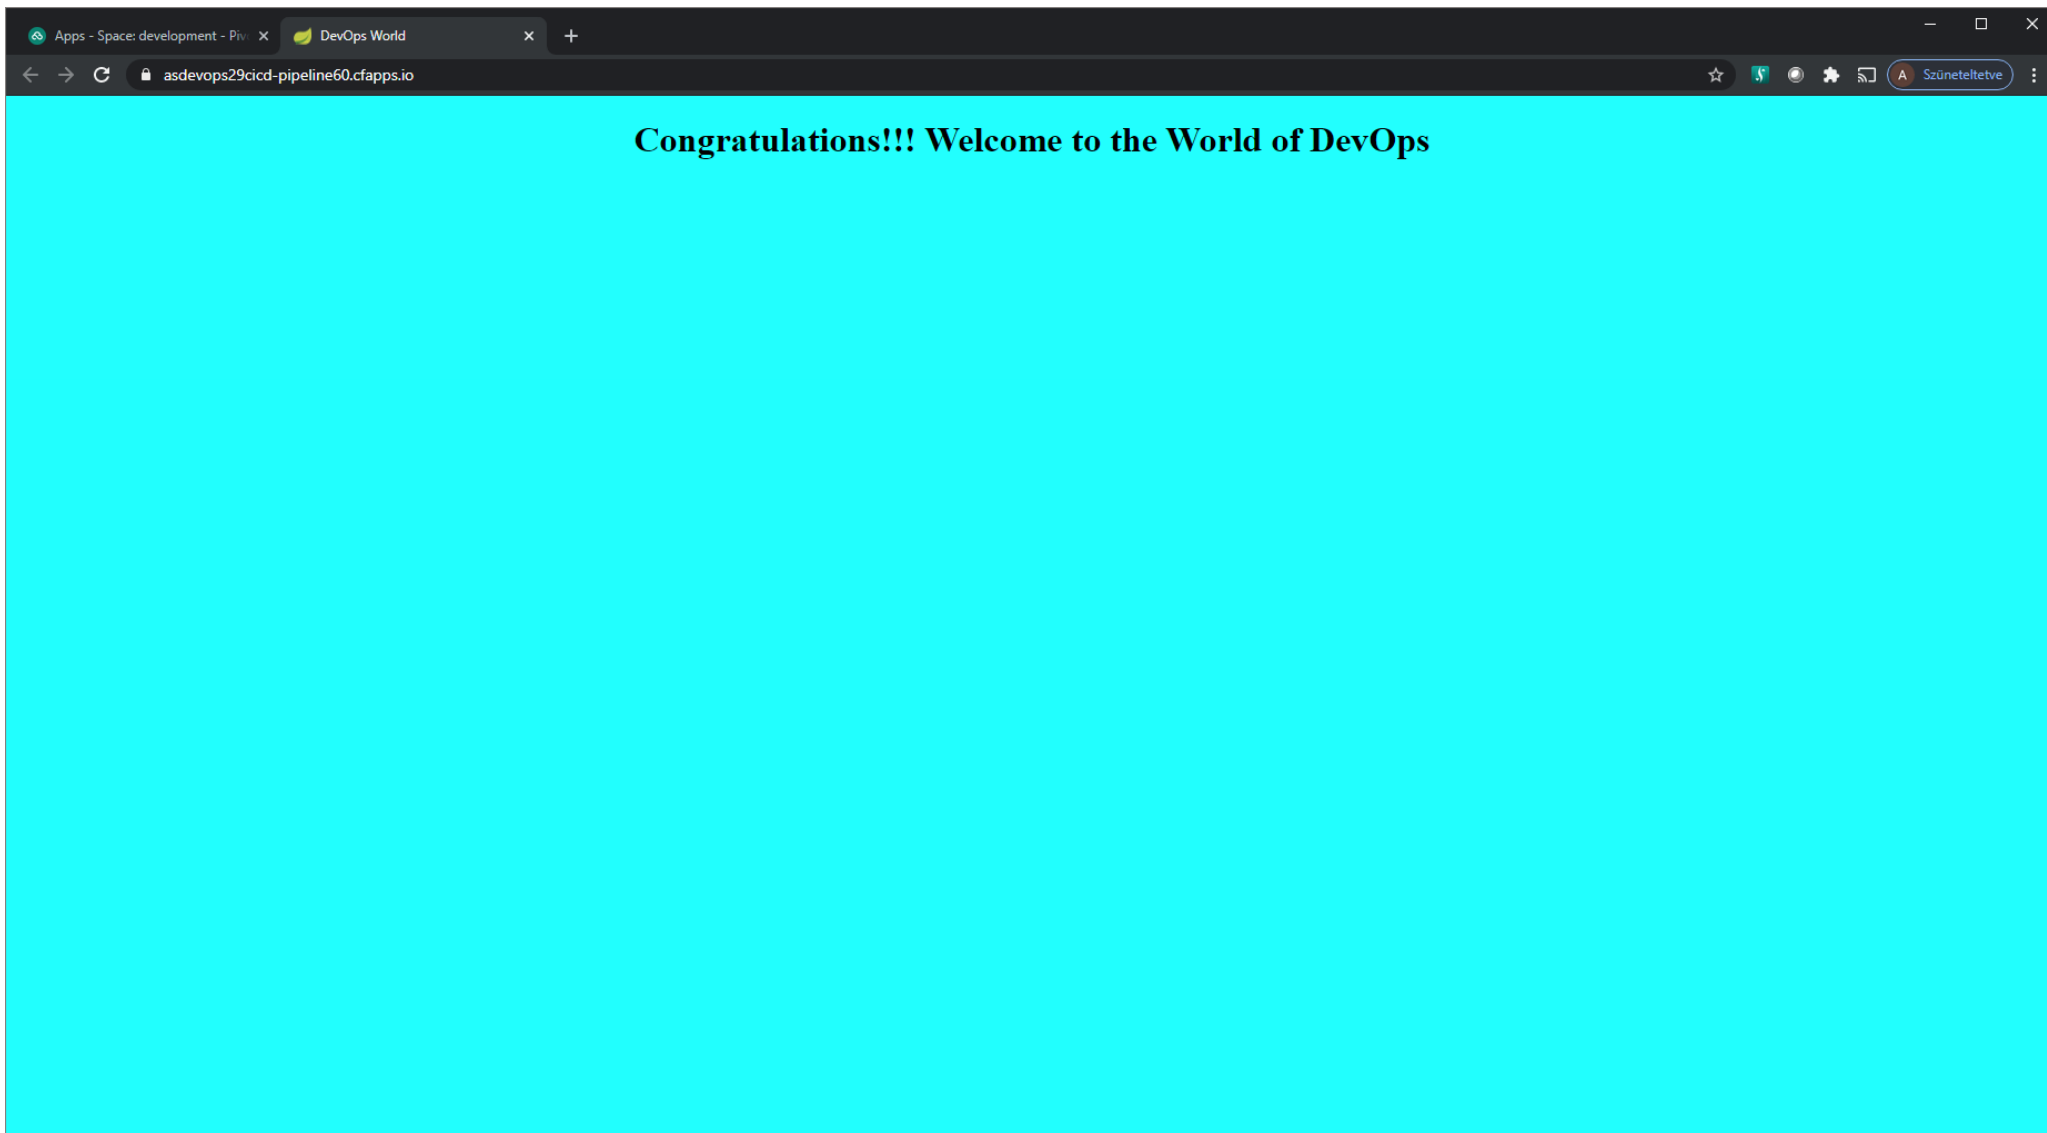 Apps - Space: development - Piv
DevOps World
asdevops29cicd-pipeline60.cfapps.io
A Szüneteltetve
Congratulations!!! Welcome to the World of DevOps